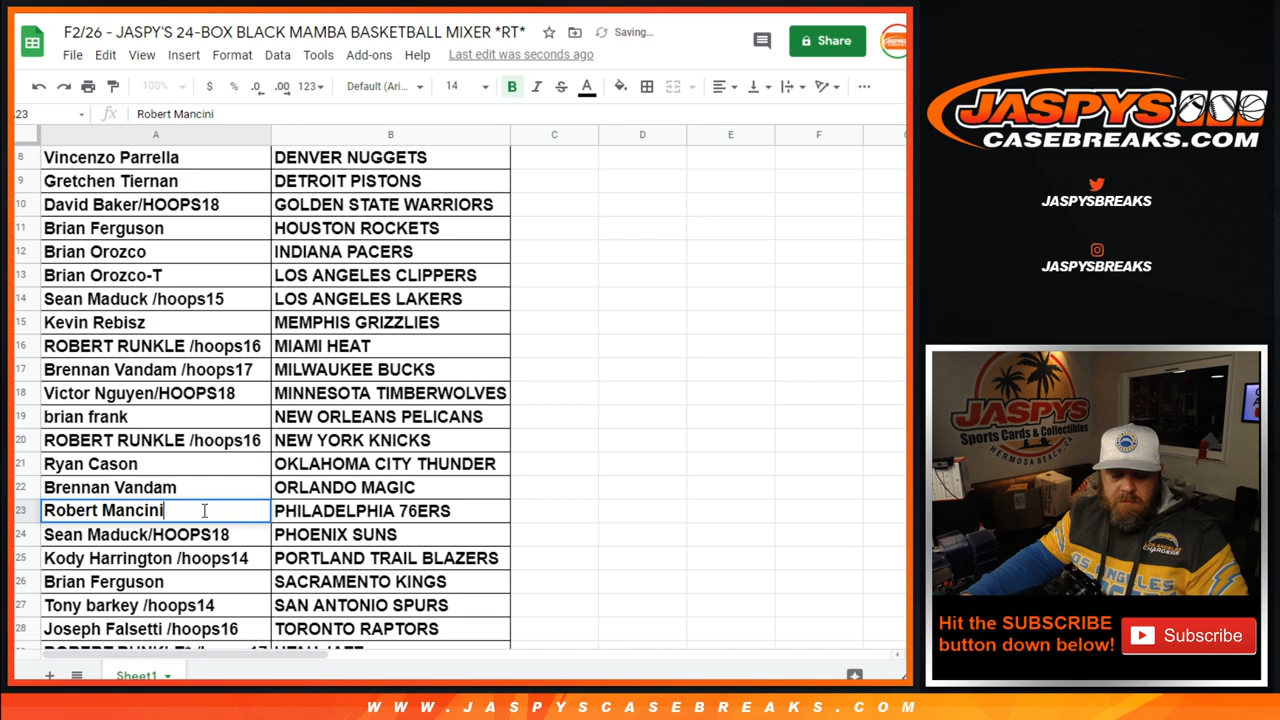 F2/26 - JASPY'S 24-BOX BLACK MAMBA BASKETBALL MIXER *RT* Saving...
File Edit View Insert Format Data Tools Add-ons Help Last edit was seconds ago
Share
100% $ % .0 .00 123 Default (Ari... 14 B I S A
23 fx Robert Mancini
A B C D E F
8 Vincenzo Parrella DENVER NUGGETS
9 Gretchen Tiernan DETROIT PISTONS
10 David Baker/HOOPS18 GOLDEN STATE WARRIORS
11 Brian Ferguson HOUSTON ROCKETS
12 Brian Orozco INDIANA PACERS
13 Brian Orozco-T LOS ANGELES CLIPPERS
14 Sean Maduck /hoops15 LOS ANGELES LAKERS
15 Kevin Rebisz MEMPHIS GRIZZLIES
16 ROBERT RUNKLE /hoops16 MIAMI HEAT
17 Brennan Vandam /hoops17 MILWAUKEE BUCKS
18 Victor Nguyen/HOOPS18 MINNESOTA TIMBERWOLVES
19 brian frank NEW ORLEANS PELICANS
20 ROBERT RUNKLE /hoops16 NEW YORK KNICKS
21 Ryan Cason OKLAHOMA CITY THUNDER
22 Brennan Vandam ORLANDO MAGIC
23 Robert Mancini PHILADELPHIA 76ERS
24 Sean Maduck/HOOPS18 PHOENIX SUNS
25 Kody Harrington /hoops14 PORTLAND TRAIL BLAZERS
26 Brian Ferguson SACRAMENTO KINGS
27 Tony barkey /hoops14 SAN ANTONIO SPURS
28 Joseph Falsetti /hoops16 TORONTO RAPTORS
Sheet1
JASPYS
CASEBREAKS.COM
JASPYSBREAKS
JASPYSBREAKS
JASPYS
Sports Cards & Collectibles
HERMOSA BEACH, CA
LOS ANGELES
CHARGERS
LOS ANGELES
Hit the SUBSCRIBE
button down below!
Subscribe
WWW.JASPYSCASEBREAKS.COM